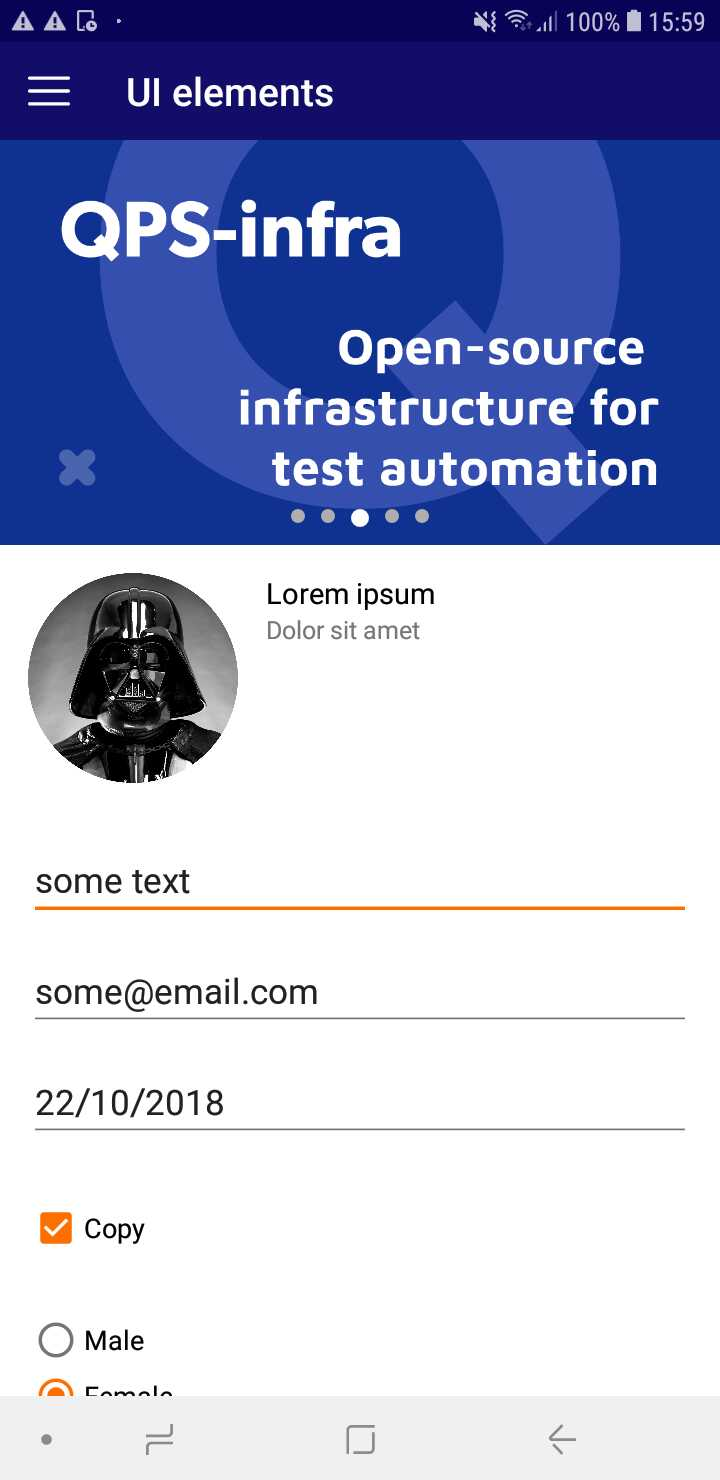 100% 15:59
UI elements
QPS-infra
Open-source
infrastructure for
test automation
Lorem ipsum
Dolor sit amet
some text
some@email.com
22/10/2018
Copy
Male
Female